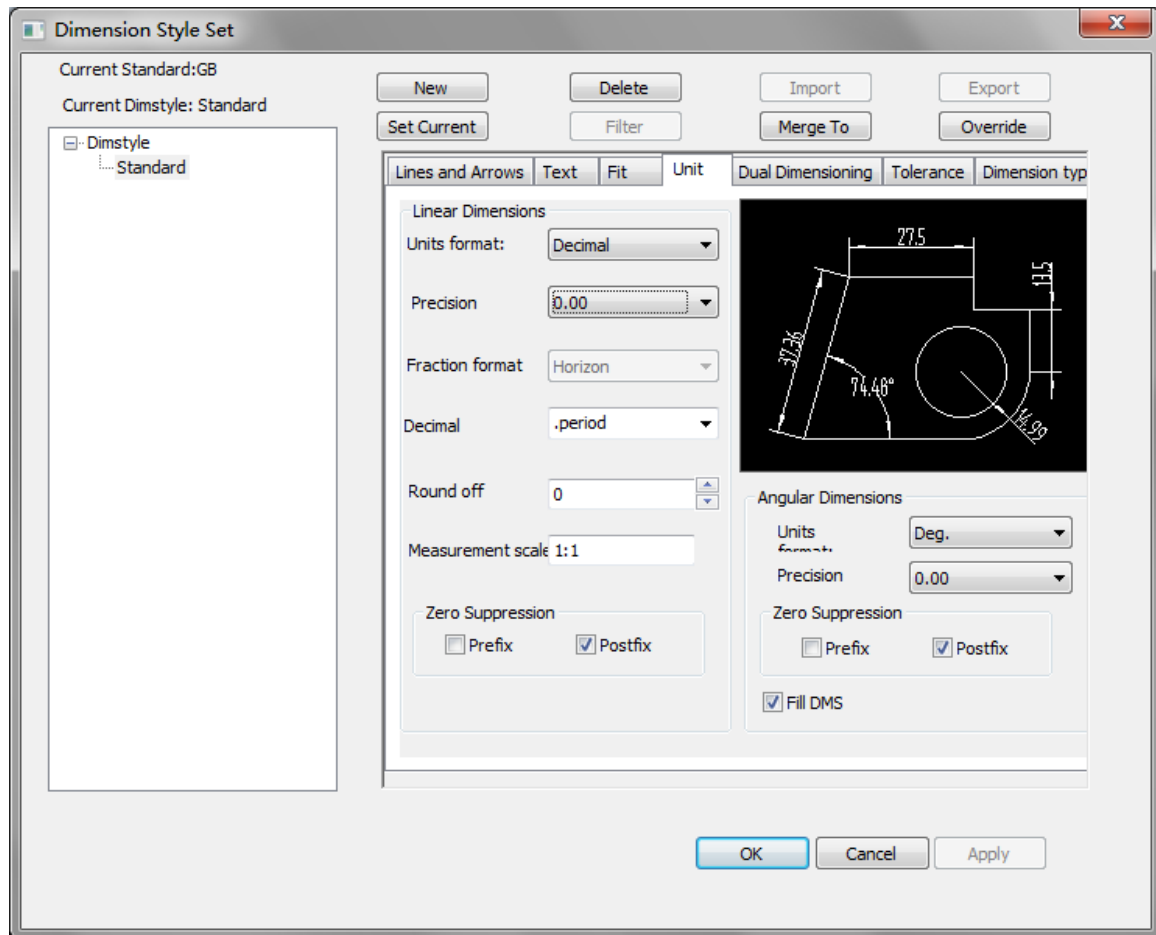 Dimension Style Set
Current Standard:GB
Current Dimstyle: Standard
New
Delete
Import
Export
Set Current
Filter
Merge To
Override
Dimstyle
Standard
Lines and Arrows
Text
Fit
Unit
Dual Dimensioning
Tolerance
Dimension typ
Linear Dimensions
Units format:
Decimal
Precision
0.00
Fraction format
Horizon
Decimal
.period
Round off
0
Measurement scale
1:1
Zero Suppression
Prefix
Postfix
27.5
13.5
37.36
74.48°
14.99
Angular Dimensions
Units
format:
Deg.
Precision
0.00
Zero Suppression
Prefix
Postfix
Fill DMS
OK
Cancel
Apply